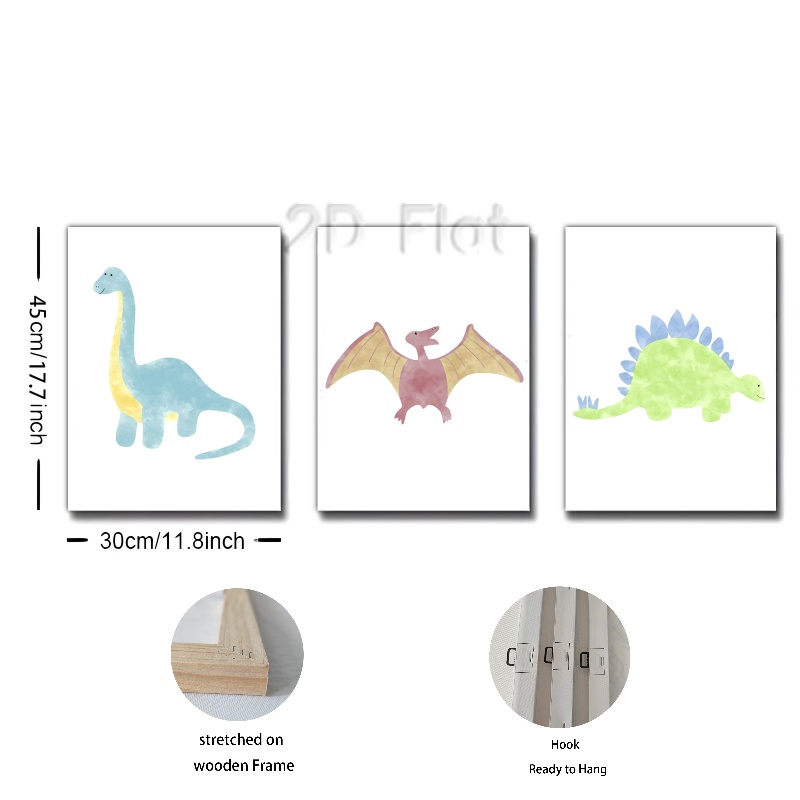 2D Flat
45cm/17.7inch
30cm/11.8inch
stretched on
wooden Frame
Hook
Ready to Hang